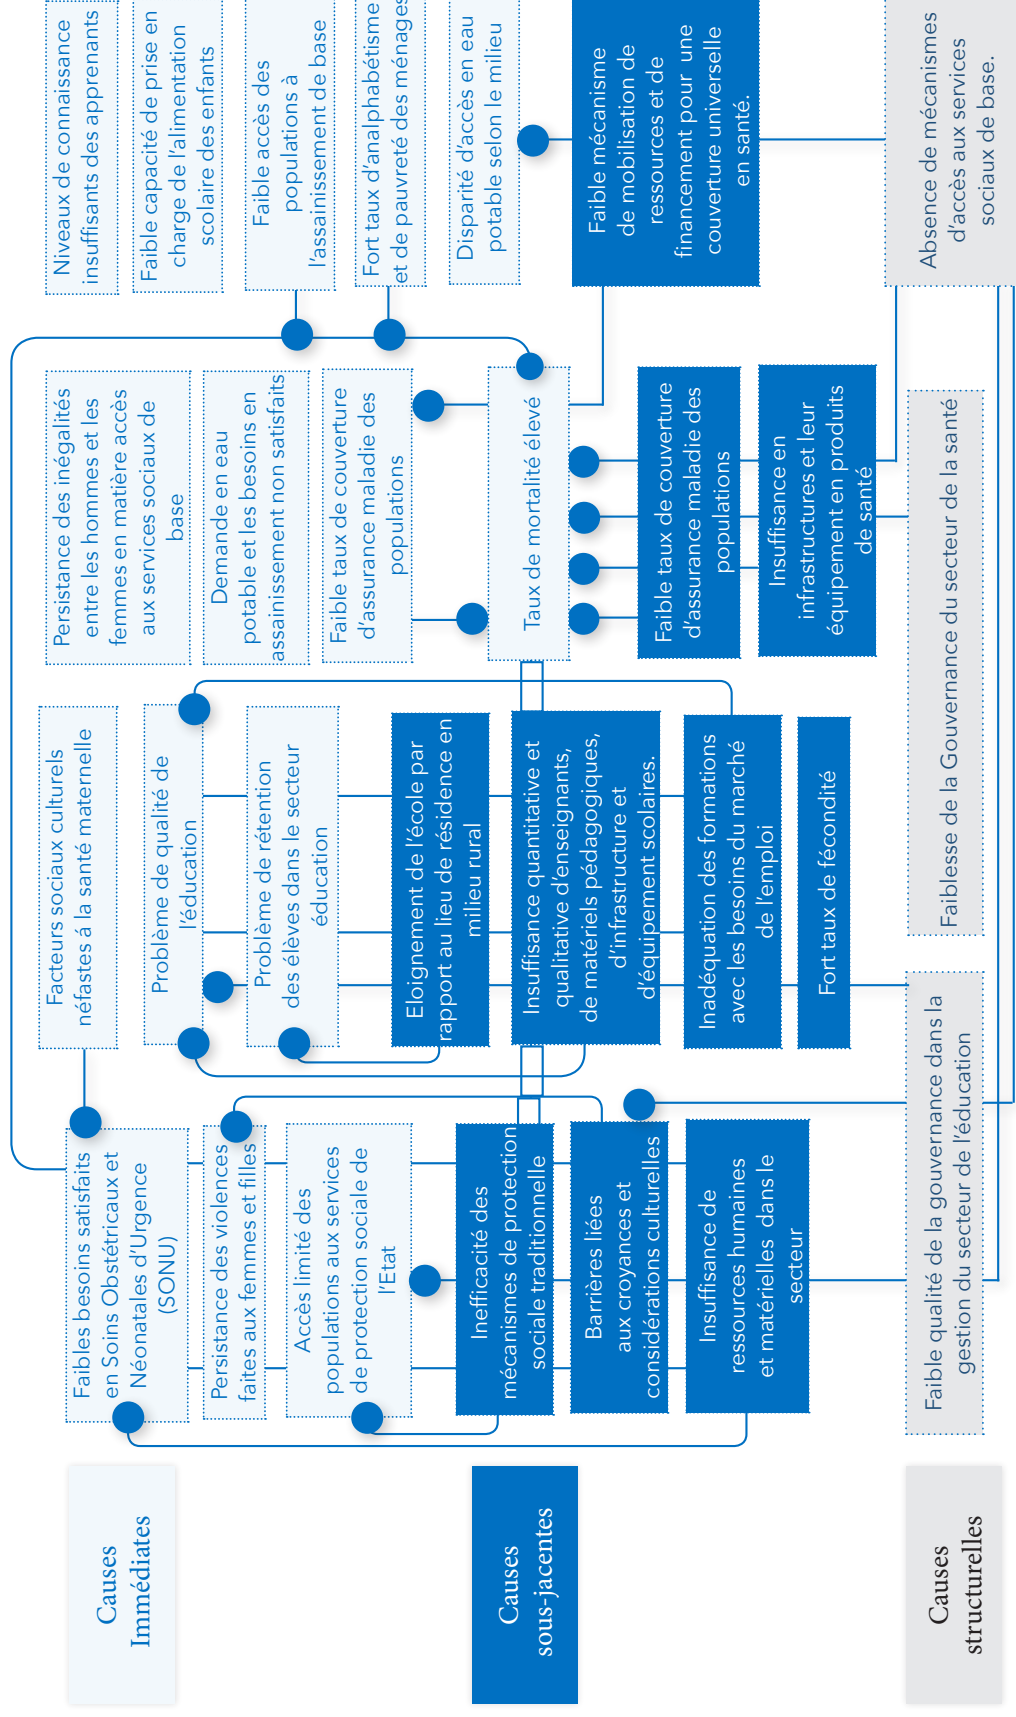 Causes
Immédiates
Faibles besoins satisfaits
en Soins Obstétricaux et
Néonatales d'Urgence
(SONU)
Persistance des violences
faites aux femmes et filles
Accès limité des
populations aux services
de protection sociale de
l'Etat
Facteurs sociaux culturels
néfastes á la santé maternelle
Problème de qualité de
l'éducation
Problème de rétention
des élèves dans le secteur
éducation
Persistance des inégalités
entre les hommes et les
femmes en matière accès
aux services sociaux de
base
Demande en eau
potable et les besoins en
assainissement non satisfaits
Faible taux de couverture
d'assurance maladie des
populations
Taux de mortalité élevé
Niveaux de connaissance
insuffisants des apprenants
Faible capacité de prise en
charge de l'alimentation
scolaire des enfants
Faible accès des
populations à
l'assainissement de base
Fort taux d'analphabétisme
et de pauvreté des ménages
Disparité d'accès en eau
potable selon le milieu
Causes
sous-jacentes
Inefficacité des
mécanismes de protection
sociale traditionnelle
Barrières liées
aux croyances et
considérations culturelles
Insuffisance de
ressources humaines
et matérielles dans le
secteur
Eloignement de l'école par
rapport au lieu de résidence en
milieu rural
Insuffisance quantitative et
qualitative d'enseignants,
de matériels pédagogiques,
d'infrastructure et
d'équipement scolaires.
Inadéquation des formations
avec les besoins du marché
de l'emploi
Fort taux de fécondité
Faible taux de couverture
d'assurance maladie des
populations
Insuffisance en
infrastructures et leur
équipement en produits
de santé
Faible mécanisme
de mobilisation de
ressources et de
financement pour une
couverture universelle
en santé.
Causes
structurelles
Faible qualité de la gouvernance dans la
gestion du secteur de l'éducation
Faiblesse de la Gouvernance du secteur de la santé
Absence de mécanismes
d'accès aux services
sociaux de base.